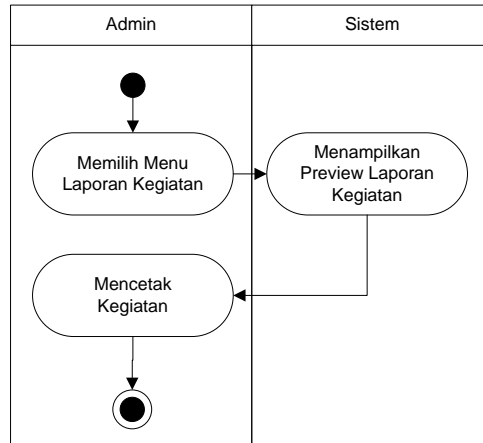 Admin
Sistem
Memilih Menu
Laporan Kegiatan
Menampilkan
Preview Laporan
Kegiatan
Mencetak
Kegiatan